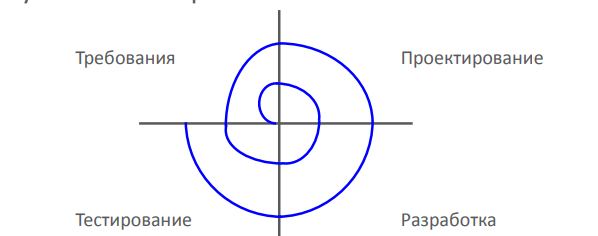 Требования
Проектирование
Тестирование
Разработка